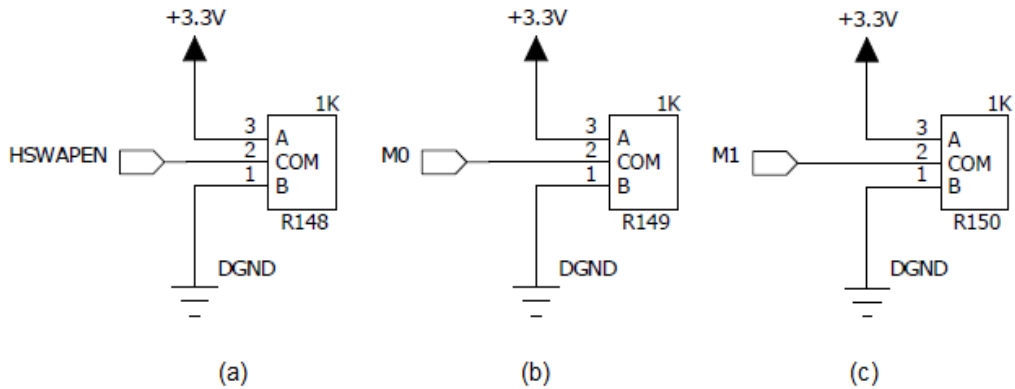 +3.3V
1K
3
A
HSWAPEN
2
COM
1
B
R148
DGND
(a)
+3.3V
1K
3
A
M0
2
COM
1
B
R149
DGND
(b)
+3.3V
1K
3
A
M1
2
COM
1
B
R150
DGND
(c)